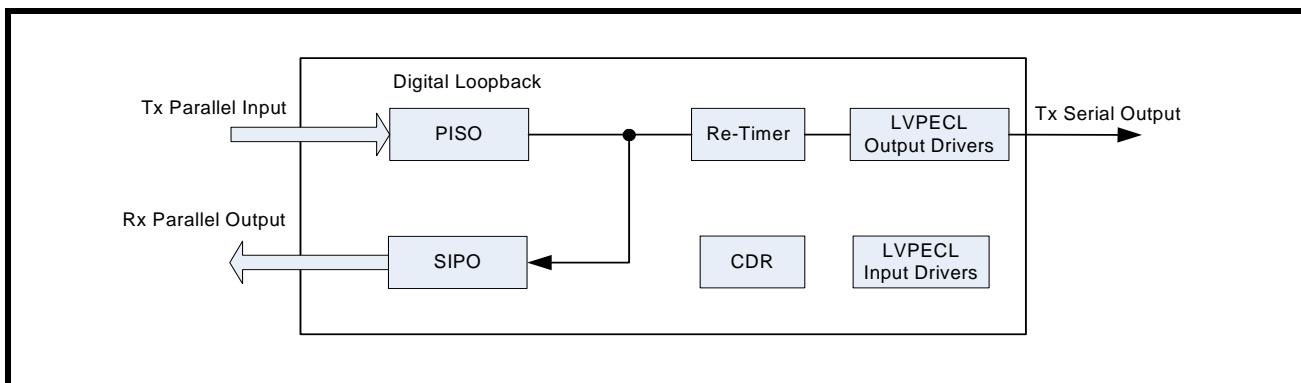 Digital Loopback
Tx Parallel Input
PISO
Re-Timer
LVPECL
Output Drivers
Tx Serial Output
Rx Parallel Output
SIPO
CDR
LVPECL
Input Drivers